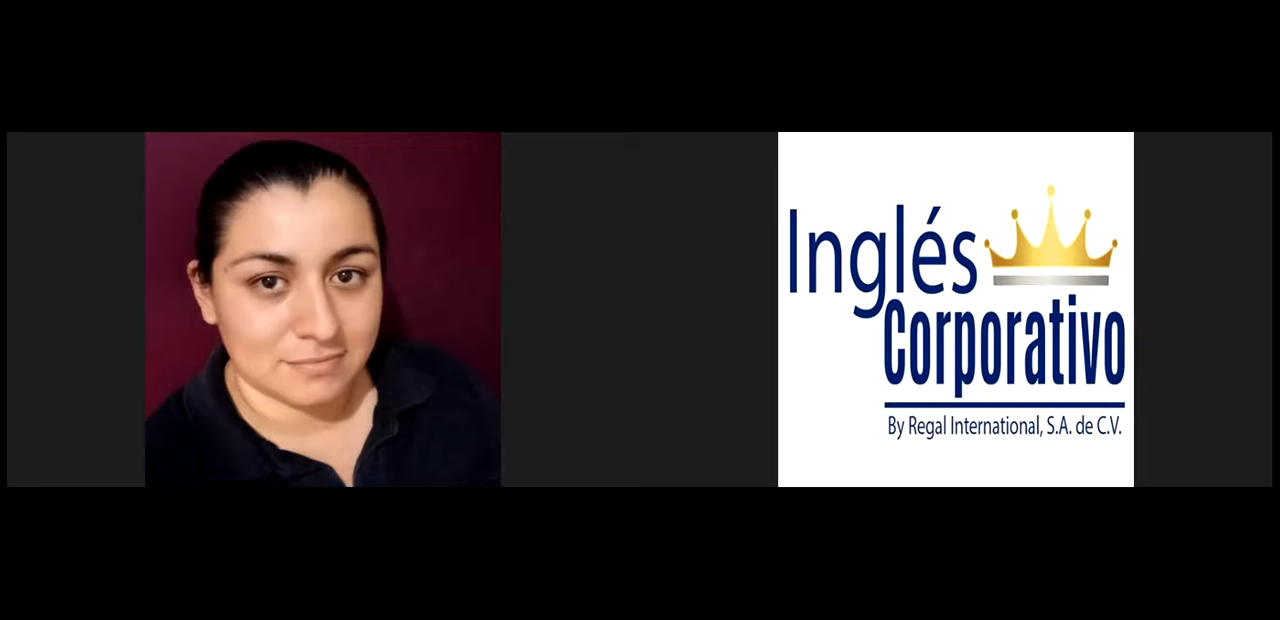 Inglés
Corporativo
By Regal International, S.A. de C.V.